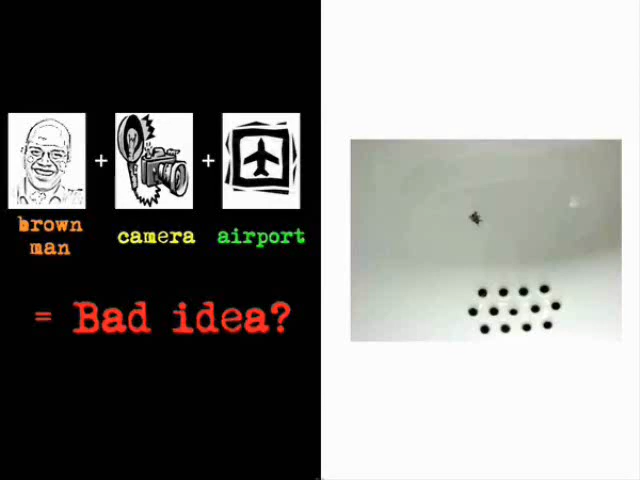 brown
man
+
camera
+
airport
= Bad idea?